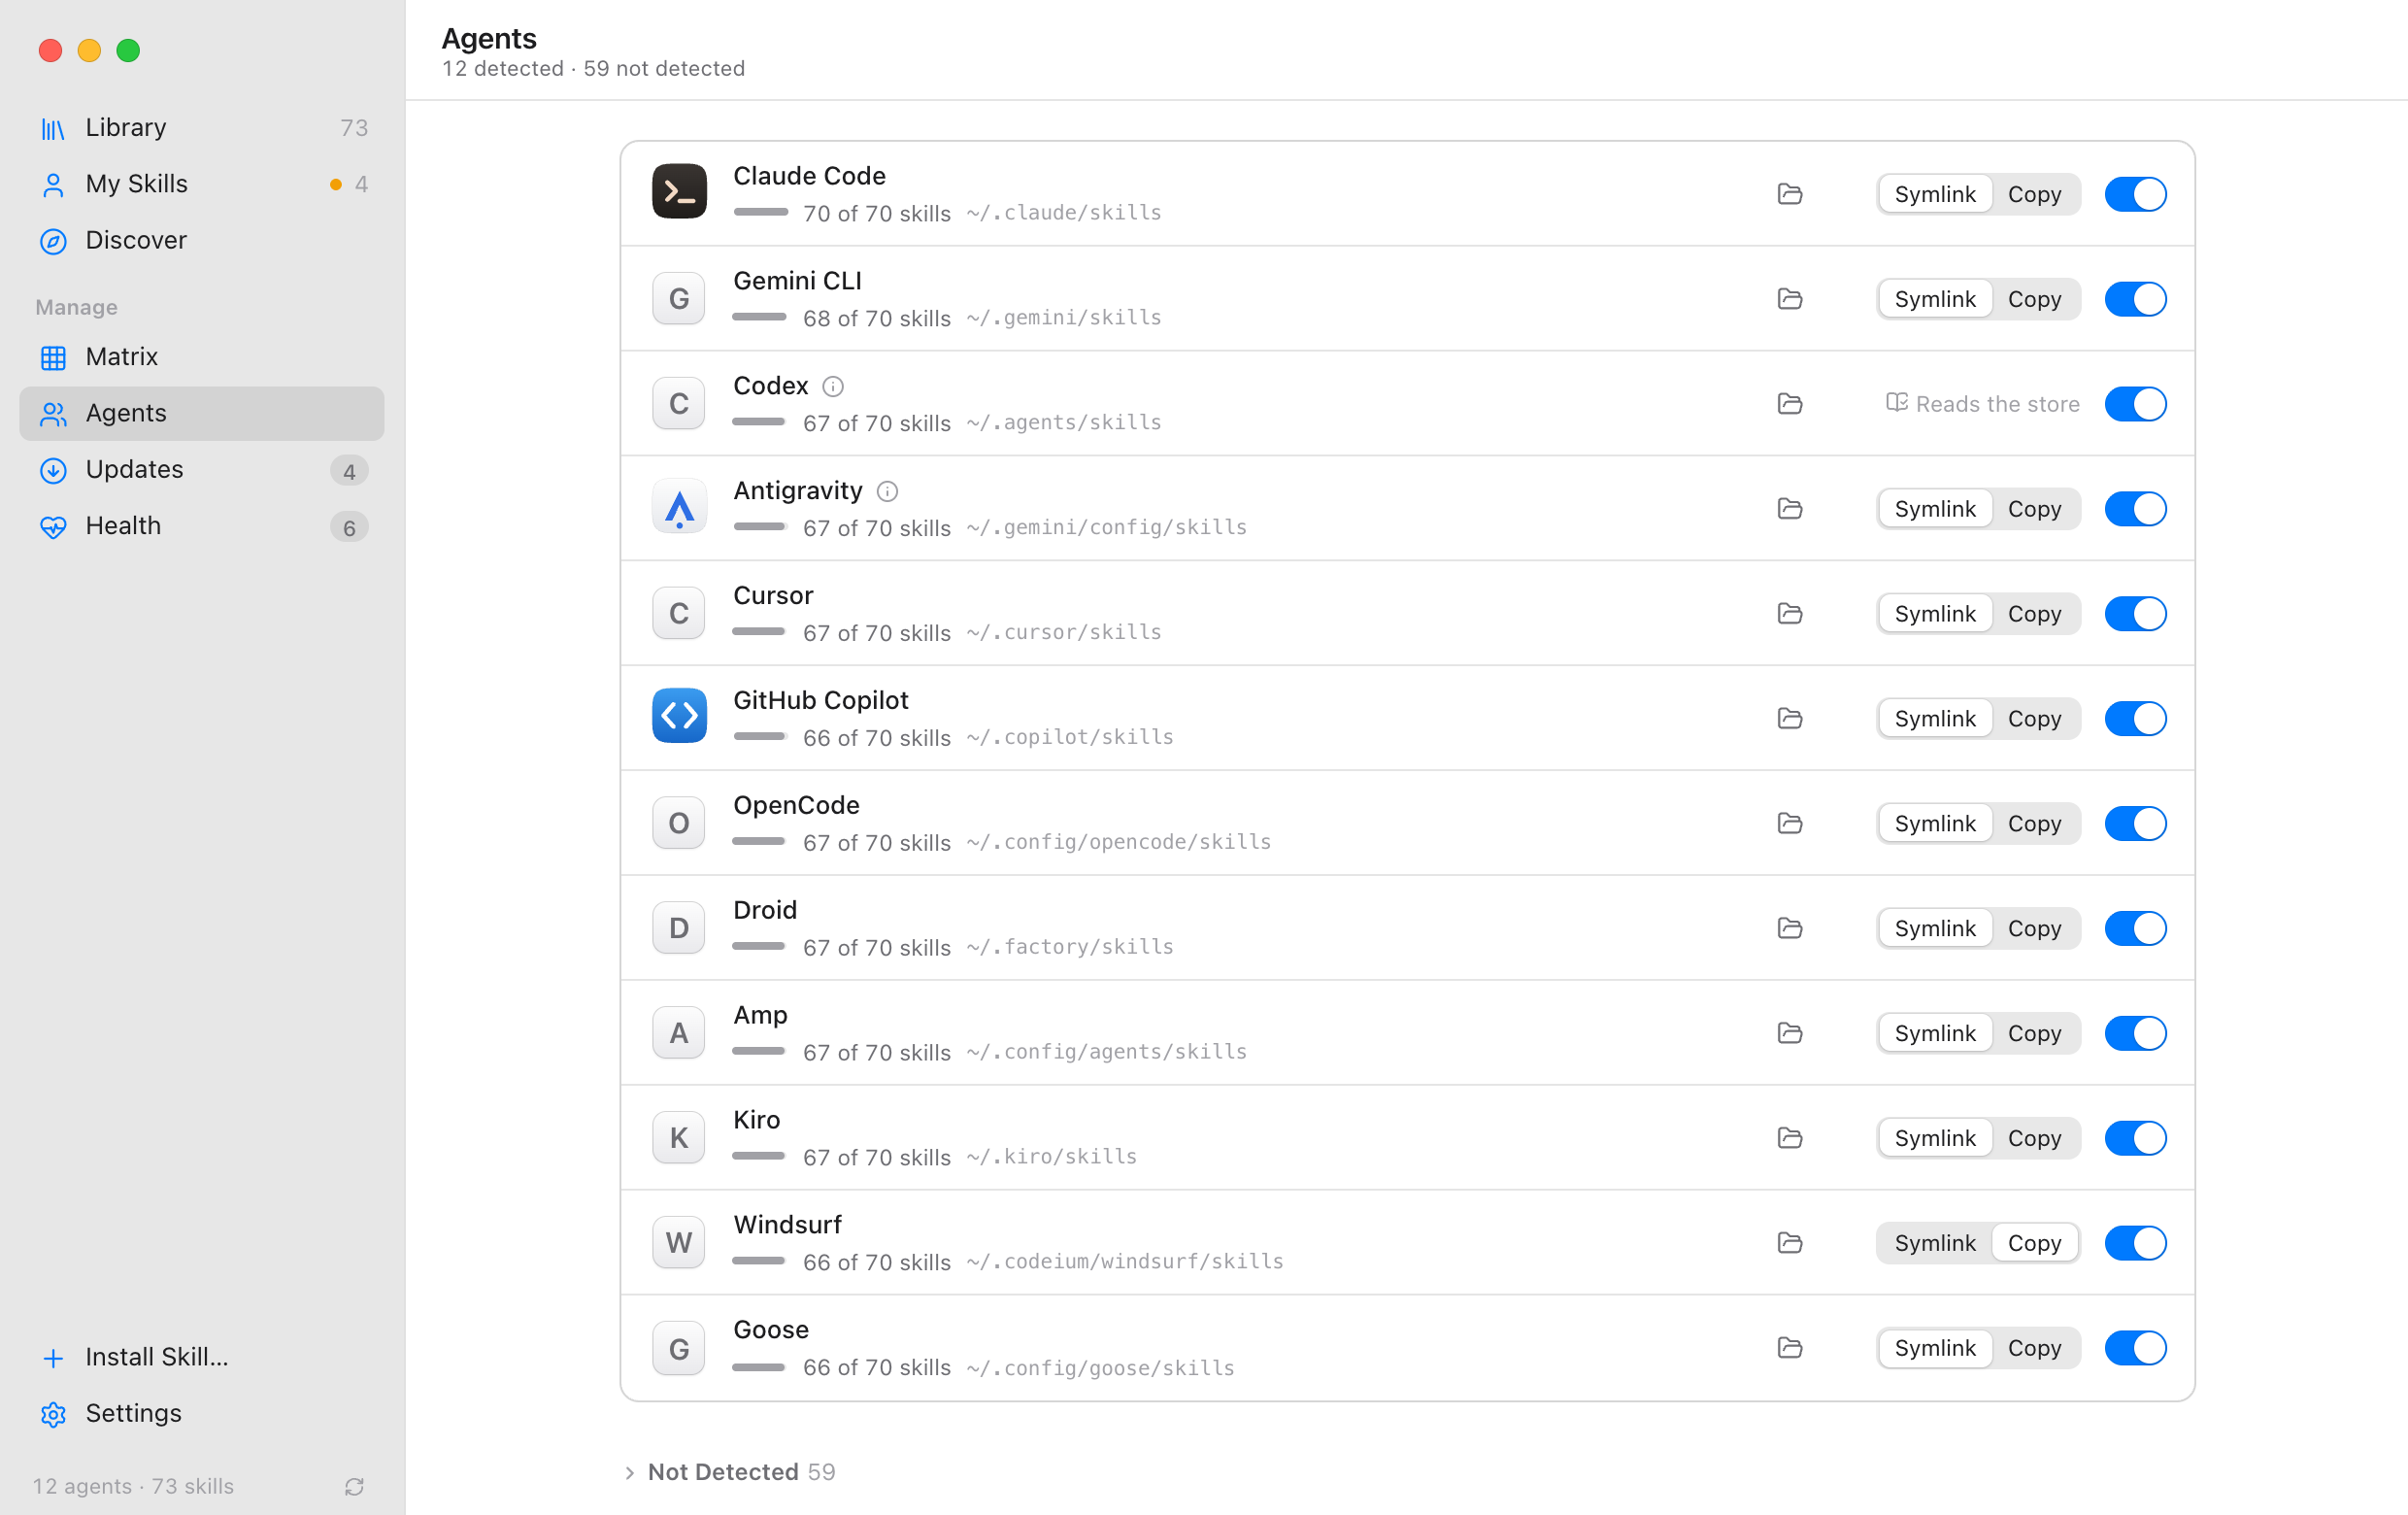 Library 73
My Skills 4
Discover
Manage
Matrix
Agents
Updates 4
Health 6
Install Skill...
Settings
12 agents · 73 skills
Agents
12 detected · 59 not detected
Claude Code
70 of 70 skills ~/.claude/skills
Symlink Copy
G
Gemini CLI
68 of 70 skills ~/.gemini/skills
Symlink Copy
C
Codex
67 of 70 skills ~/.agents/skills
Reads the store
Antigravity
67 of 70 skills ~/.gemini/config/skills
Symlink Copy
C
Cursor
67 of 70 skills ~/.cursor/skills
Symlink Copy
GitHub Copilot
66 of 70 skills ~/.copilot/skills
Symlink Copy
O
OpenCode
67 of 70 skills ~/.config/opencode/skills
Symlink Copy
D
Droid
67 of 70 skills ~/.factory/skills
Symlink Copy
A
Amp
67 of 70 skills ~/.config/agents/skills
Symlink Copy
K
Kiro
67 of 70 skills ~/.kiro/skills
Symlink Copy
W
Windsurf
66 of 70 skills ~/.codeium/windsurf/skills
Symlink Copy
G
Goose
66 of 70 skills ~/.config/goose/skills
Symlink Copy
Not Detected 59